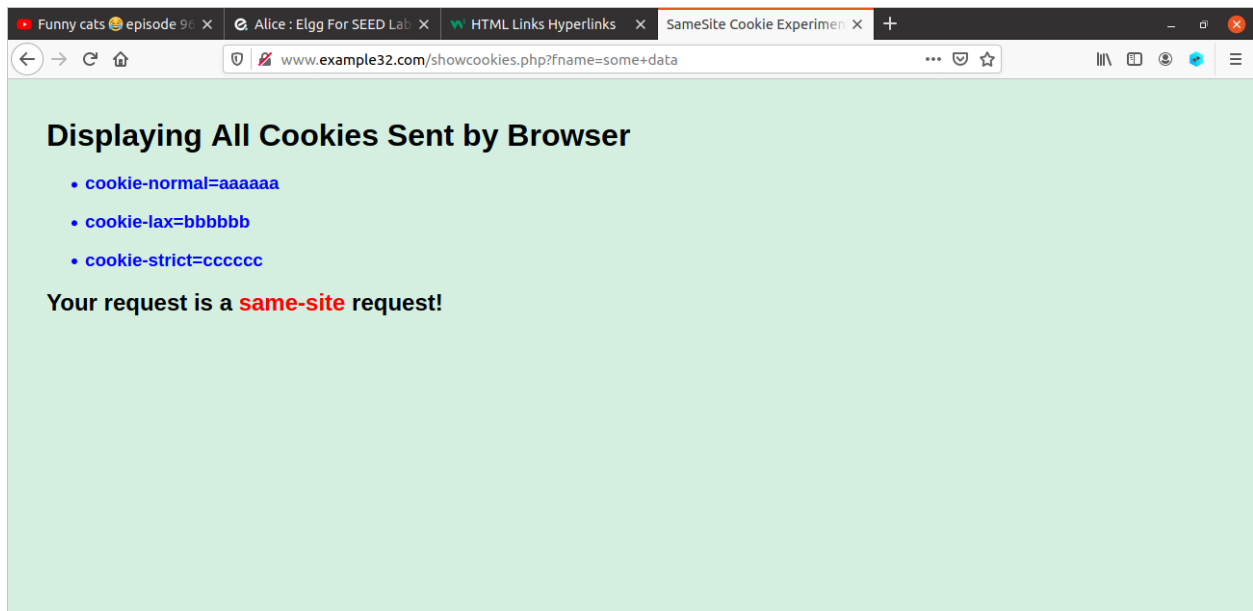 Funny cats 😂 episode 96
Alice : Elgg For SEED Lab
HTML Links Hyperlinks
SameSite Cookie Experimen
www.example32.com/showcookies.php?fname=some+data
Displaying All Cookies Sent by Browser
• cookie-normal=aaaaaa
• cookie-lax=bbbbbb
• cookie-strict=cccccc
Your request is a same-site request!